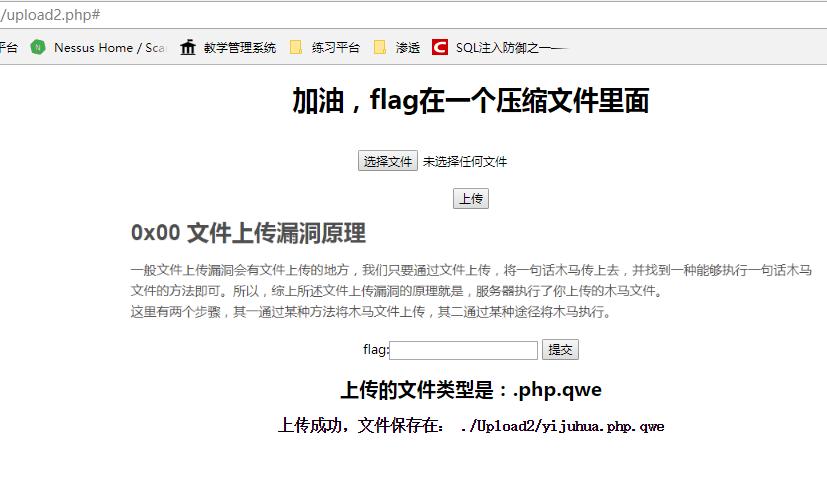 /upload2.php#
平台 Nessus Home / Sca 教学管理系统 练习平台 渗透 SQL注入防御之一
加油，flag在一个压缩文件里面
选择文件 未选择任何文件
上传
0x00 文件上传漏洞原理
一般文件上传漏洞会有文件上传的地方，我们只要通过文件上传，将一句话木马传上去，并找到一种能够执行一句话木马
文件的方法即可。所以，综上所述文件上传漏洞的原理就是，服务器执行了你上传的木马文件。
这里有两个步骤，其一通过某种方法将木马文件上传，其二通过某种途径将木马执行。
flag: 提交
上传的文件类型是：.php.qwe
上传成功，文件保存在： ./Upload2/yijuhua.php.qwe